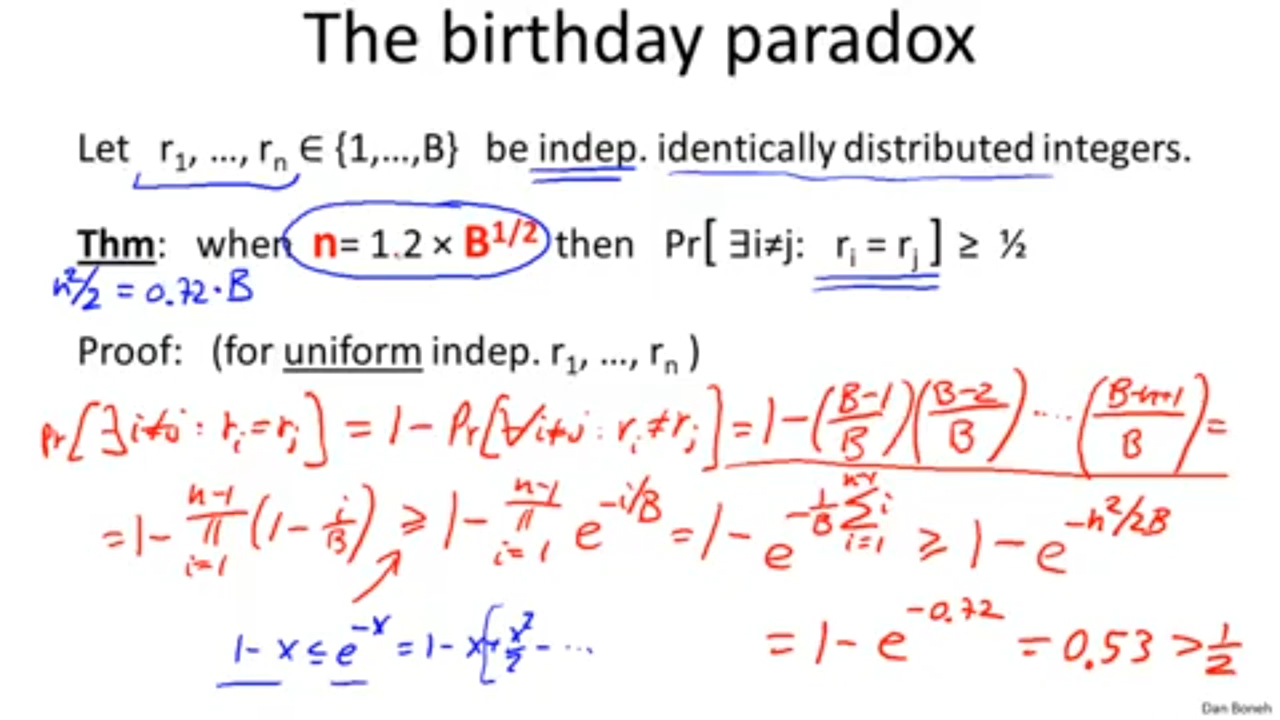 The birthday paradox
Let r₁, …, rₙ ∈ {1,…,B} be indep. identically distributed integers.
Thm: when n= 1.2 × B^1/2 then Pr[ ∃i≠j: rᵢ = rⱼ ] ≥ ½
n²/2 = 0.72·B
Proof: (for uniform indep. r₁, …, rₙ )
Pr[∃i≠j : rᵢ=rⱼ] = 1 - Pr[∀i≠j : rᵢ≠rⱼ] = 1-((B-1)/B)((B-2)/B)⋯((B-n+1)/B) =
= 1- ∏_{i=1}^{n-1}(1 - i/B) ≥ 1 - ∏_{i=1}^{n-1} e^{-i/B} = 1 - e^{-1/B ∑_{i=1}^{n-1} i} ≥ 1 - e^{-n²/2B}
1-x ≤ e^{-x} = 1-x+x²/2 - …
= 1 - e^{-0.72} = 0.53 > 1/2
Dan Boneh